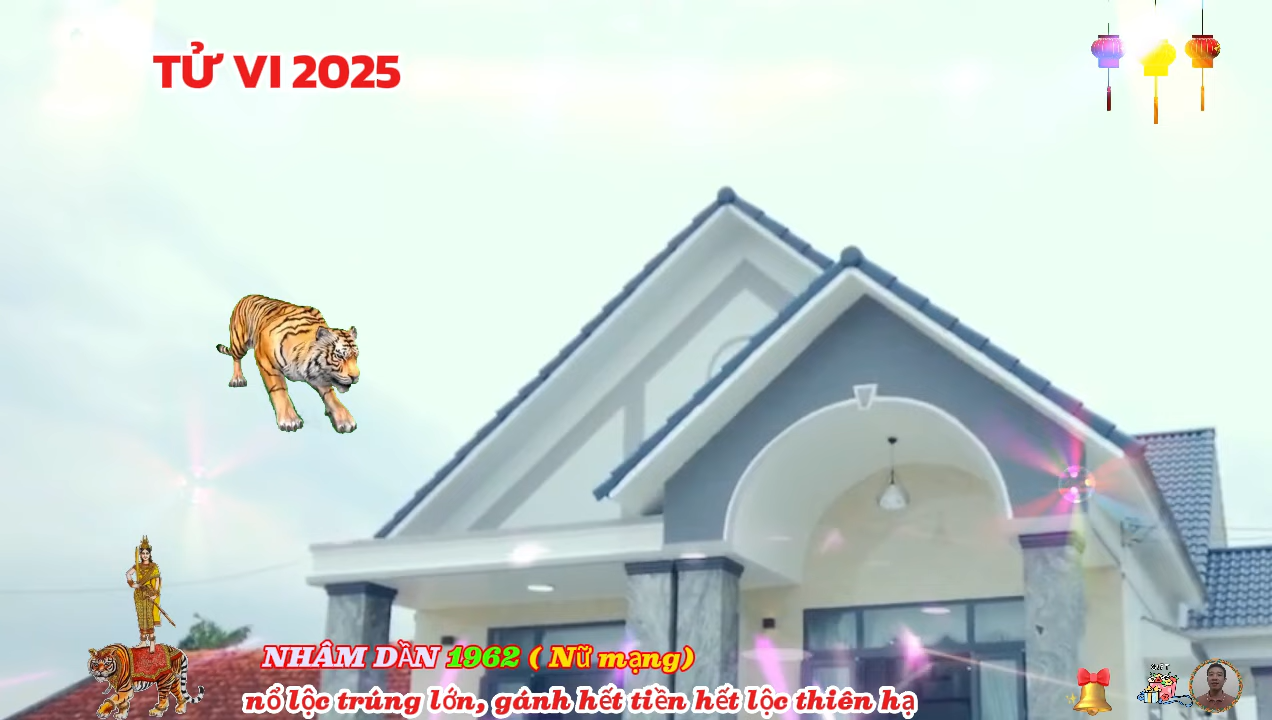 TỬ VI 2025
NHÂM DẦN 1962 ( Nữ mạng)
nổ lộc trúng lớn, gánh hết tiền hết lộc thiên hạ